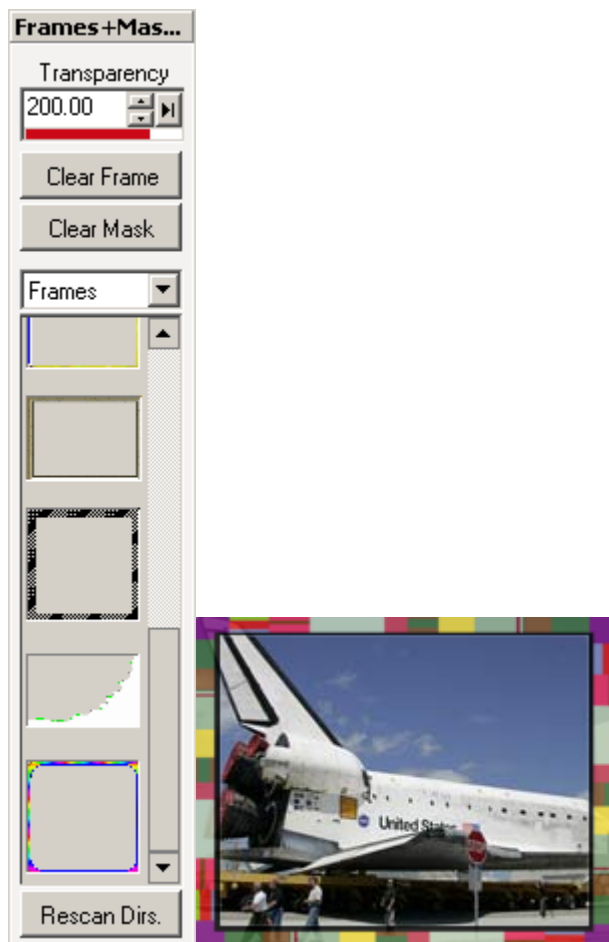 Frames+Mas...
Transparency
200.00
Clear Frame
Clear Mask
Frames
Rescan Dirs.
United States